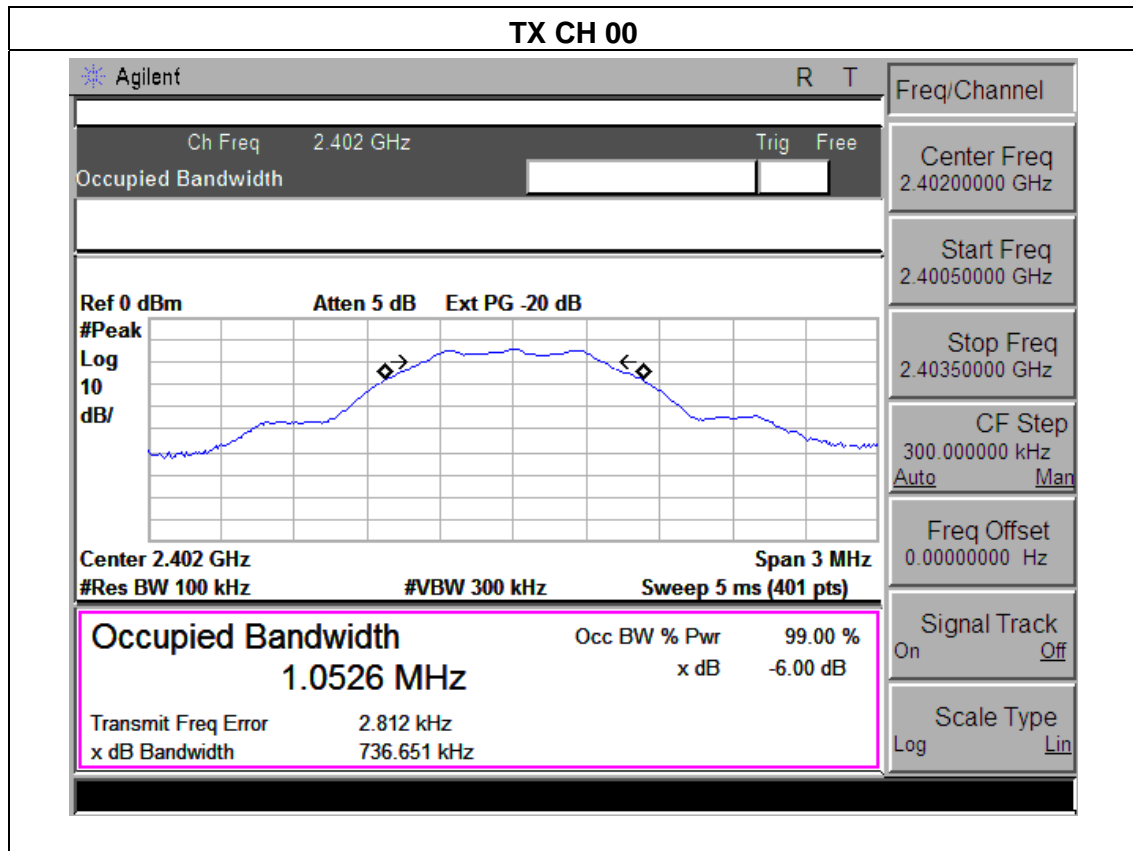 TX CH 00
Agilent R T
Freq/Channel
Ch Freq 2.402 GHz Trig Free
Occupied Bandwidth
Center Freq
2.40200000 GHz
Start Freq
2.40050000 GHz
Ref 0 dBm Atten 5 dB Ext PG -20 dB
#Peak
Log
10
dB/
Stop Freq
2.40350000 GHz
CF Step
300.000000 kHz
Auto Man
Freq Offset
0.00000000 Hz
Center 2.402 GHz Span 3 MHz
#Res BW 100 kHz #VBW 300 kHz Sweep 5 ms (401 pts)
Occupied Bandwidth Occ BW % Pwr 99.00 %
1.0526 MHz x dB -6.00 dB
Transmit Freq Error 2.812 kHz
x dB Bandwidth 736.651 kHz
Signal Track
On Off
Scale Type
Log Lin